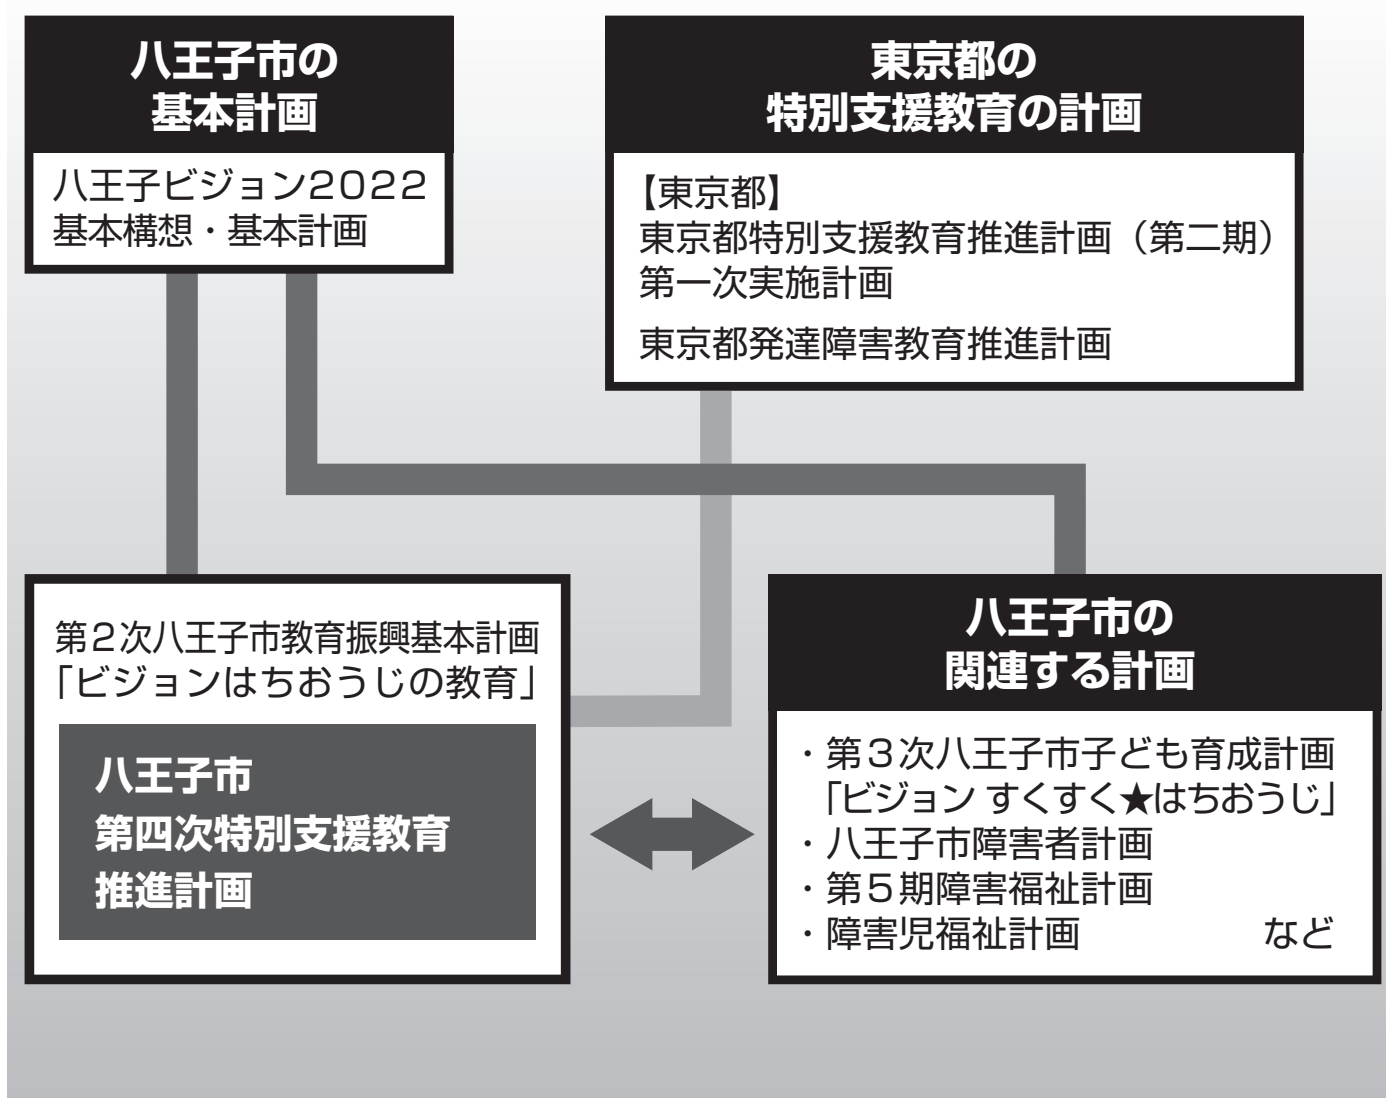 八王子市の
基本計画
八王子ビジョン2022
基本構想・基本計画
東京都の
特別支援教育の計画
【東京都】
東京都特別支援教育推進計画（第二期）
第一次実施計画
東京都発達障害教育推進計画
第２次八王子市教育振興基本計画
「ビジョンはちおうじの教育」
八王子市
第四次特別支援教育
推進計画
八王子市の
関連する計画
・第３次八王子市子ども育成計画
「ビジョン すくすく★はちおうじ」
・八王子市障害者計画
・第５期障害福祉計画
・障害児福祉計画　　　　など